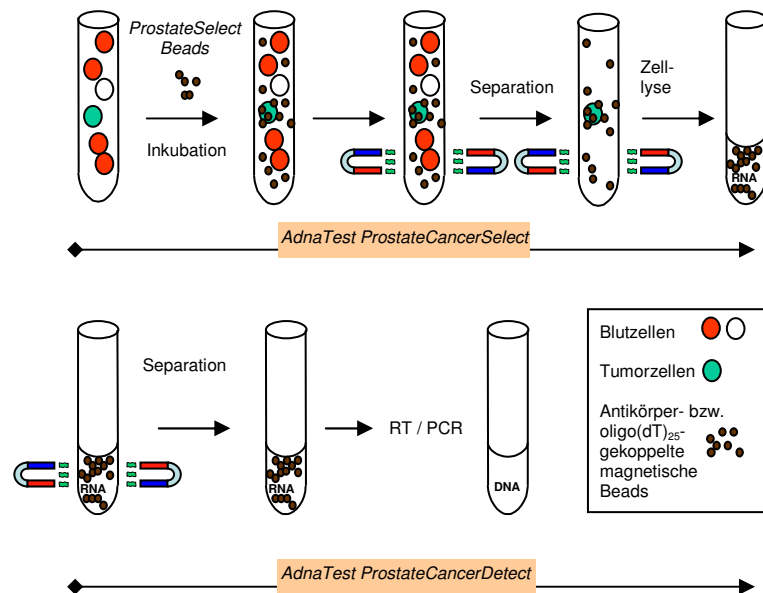 ProstateSelect
Beads
Inkubation
Separation
Zell-
lyse
RNA
AdnaTest ProstateCancerSelect
Separation
RNA
RNA
RT / PCR
DNA
Blutzellen
Tumorzellen
Antikörper- bzw.
oligo(dT)25-
gekoppelte
magnetische
Beads
AdnaTest ProstateCancerDetect